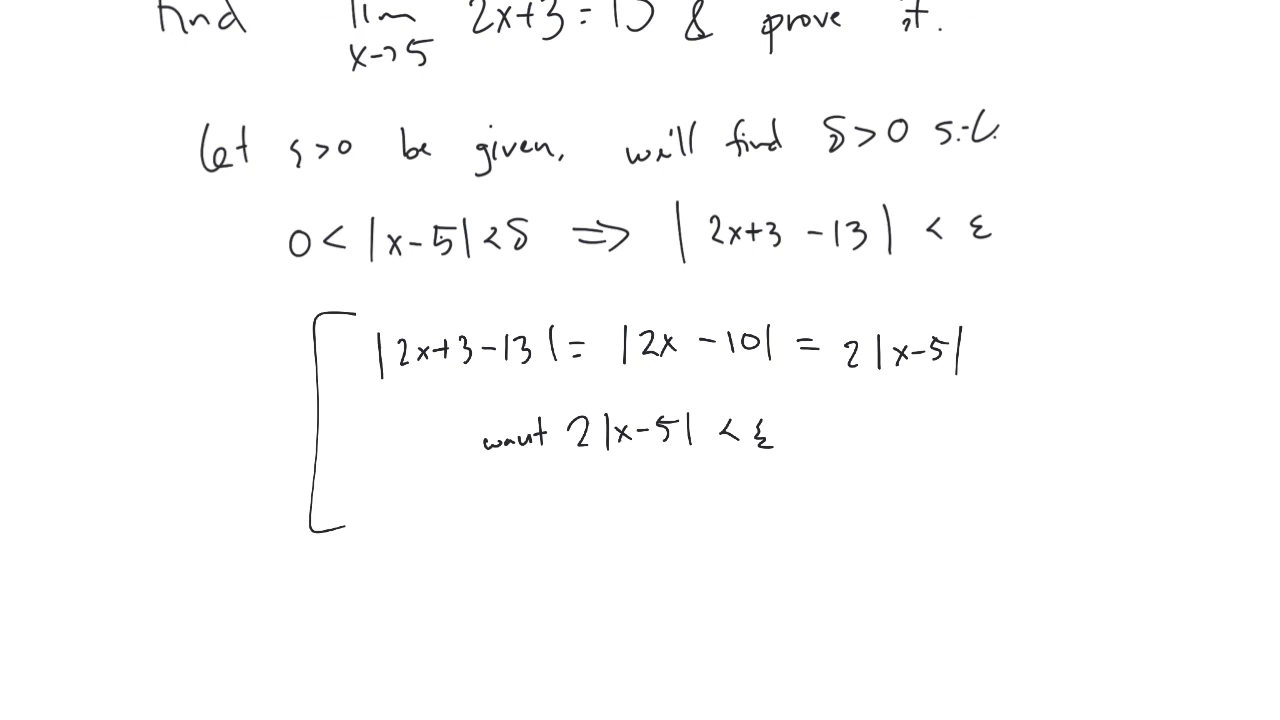 find lim x→5 2x+3 = 13 & prove it.
Let ε>0 be given, will find δ>0 s.t.
0 < |x-5| < δ ⇒ | 2x+3 - 13 | < ε
|2x+3-13| = |2x - 10| = 2|x-5|
want 2|x-5| < ε